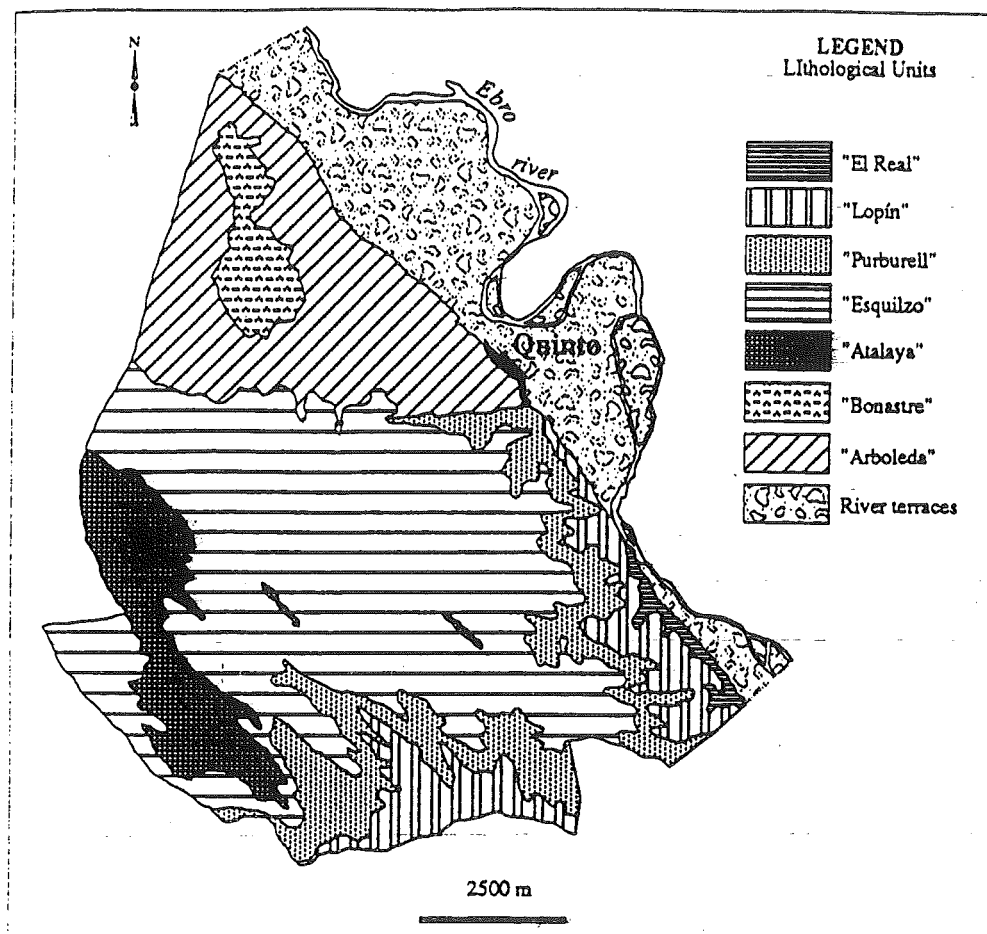 N
LEGEND
LIthological Units
Ebro
river
"El Real"
"Lopín"
"Purburell"
"Esquilzo"
"Atalaya"
"Bonastre"
"Arboleda"
River terraces
Quinto
2500 m